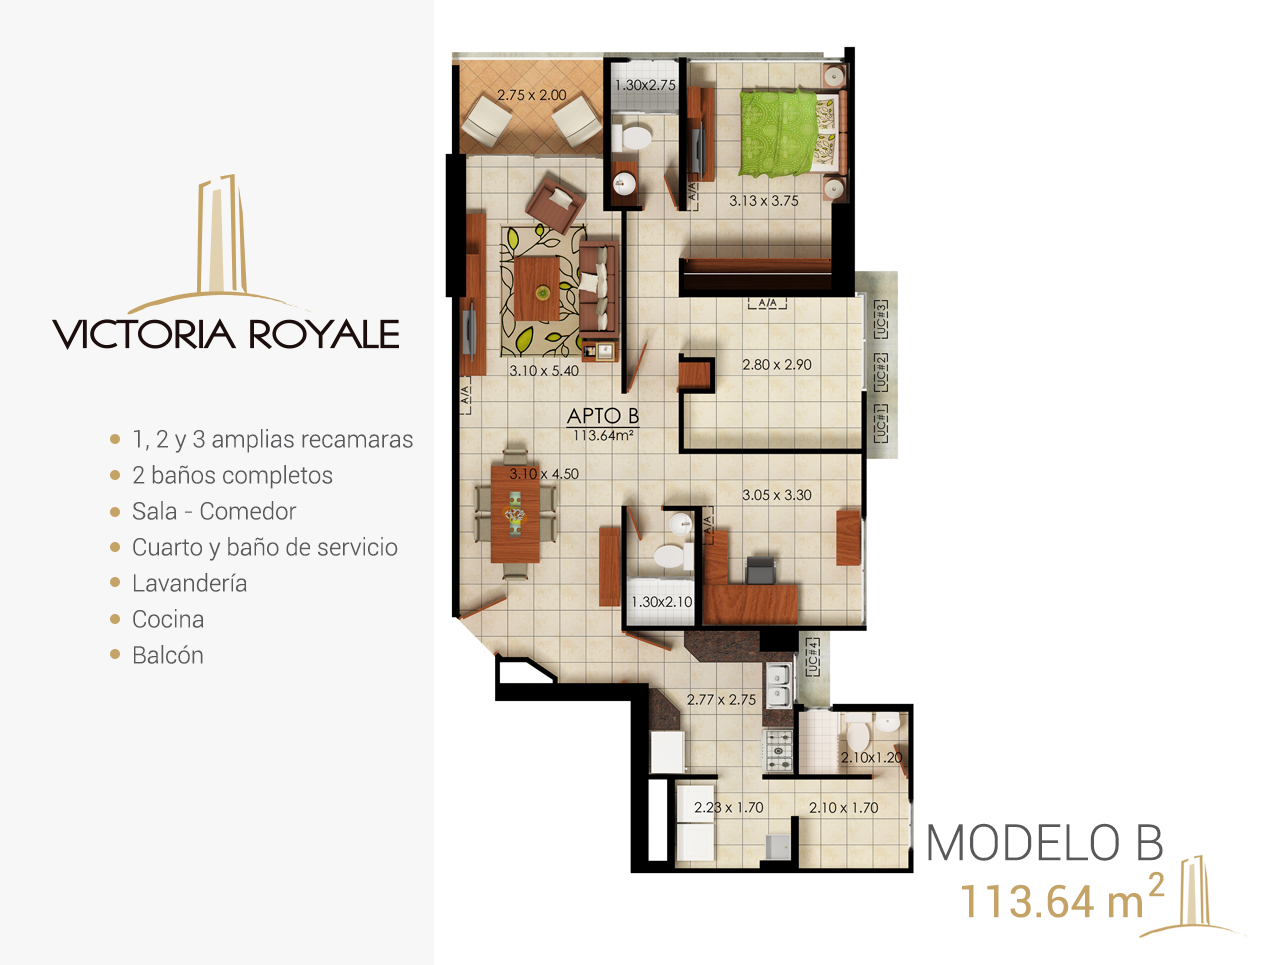 VICTORIA ROYALE
1, 2 y 3 amplias recamaras
2 baños completos
Sala - Comedor
Cuarto y baño de servicio
Lavandería
Cocina
Balcón
2.75 x 2.00
1.30x2.75
A/A
3.13 x 3.75
A/A
UC#3
3.10 x 5.40
2.80 x 2.90
UC#2
A/A
APTO B
113.64m²
UC#1
3.10 x 4.50
3.05 x 3.30
A/A
1.30x2.10
UC#4
2.77 x 2.75
2.10x1.20
2.23 x 1.70
2.10 x 1.70
MODELO B
113.64 m²